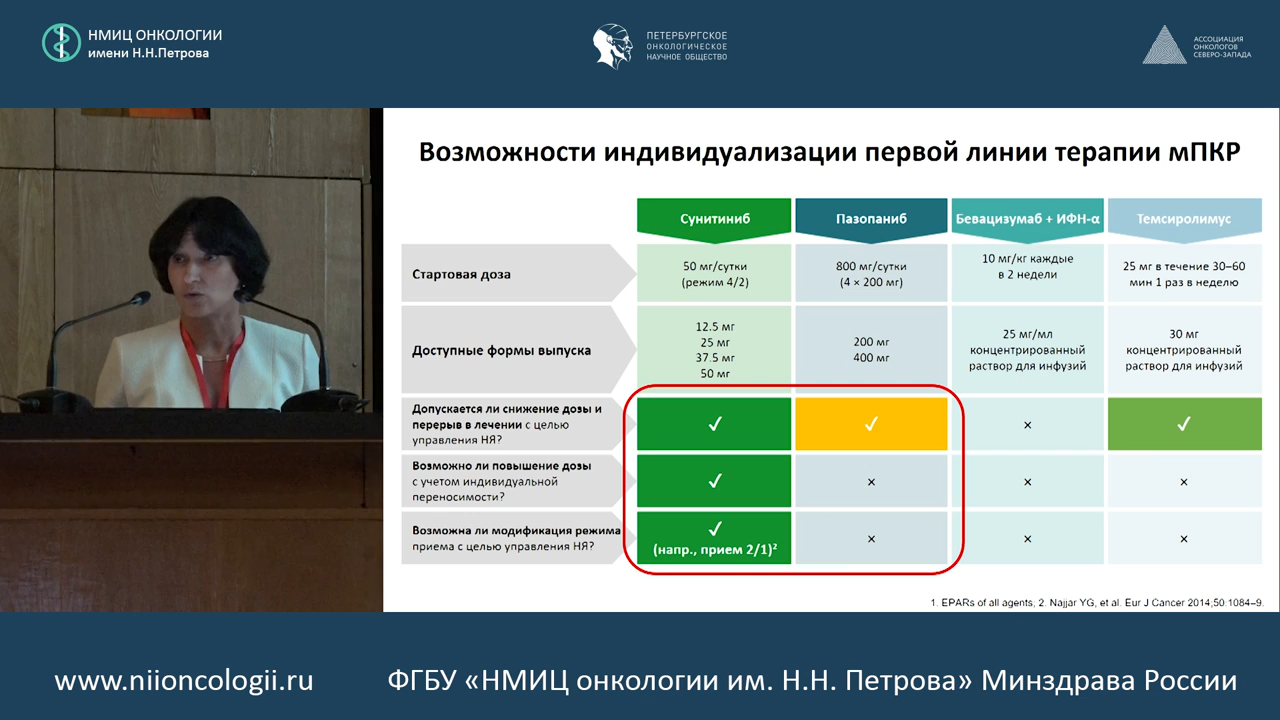 НМИЦ ОНКОЛОГИИ
имени Н.Н.Петрова
ПЕТЕРБУРГСКОЕ
ОНКОЛОГИЧЕСКОЕ
НАУЧНОЕ ОБЩЕСТВО
АССОЦИАЦИЯ
ОНКОЛОГОВ
СЕВЕРО-ЗАПАДА
Возможности индивидуализации первой линии терапии мПКР
Сунитиниб
Пазопаниб
Бевацизумаб + ИФН-α
Темсиролимус
Стартовая доза
50 мг/сутки
(режим 4/2)
800 мг/сутки
(4 × 200 мг)
10 мг/кг каждые
в 2 недели
25 мг в течение 30–60
мин 1 раз в неделю
Доступные формы выпуска
12.5 мг
25 мг
37.5 мг
50 мг
200 мг
400 мг
25 мг/мл
концентрированный
раствор для инфузий
30 мг
концентрированный
раствор для инфузий
Допускается ли снижение дозы и
перерыв в лечении с целью
управления НЯ?
✓
✓
×
✓
Возможно ли повышение дозы
с учетом индивидуальной
переносимости?
✓
×
×
×
Возможна ли модификация режима
приема с целью управления НЯ?
✓
(напр., прием 2/1)²
×
×
×
1. EPARs of all agents; 2. Najjar YG, et al. Eur J Cancer 2014;50:1084–9.
www.niioncologii.ru
ФГБУ «НМИЦ онкологии им. Н.Н. Петрова» Минздрава России